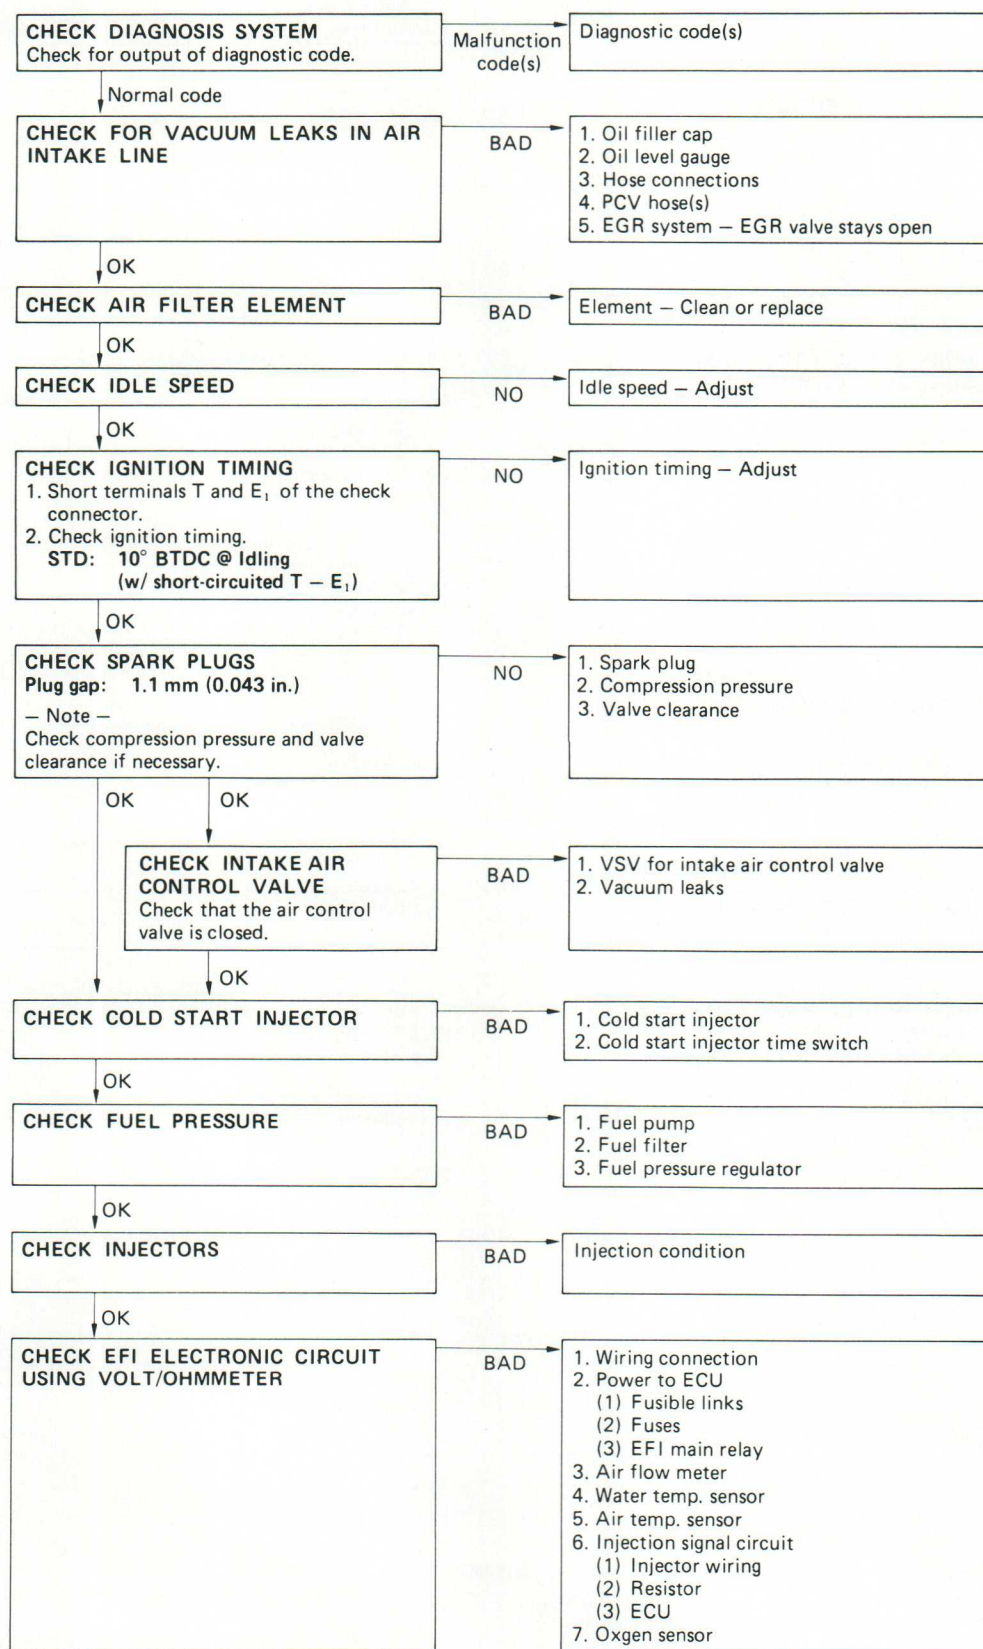 CHECK DIAGNOSIS SYSTEM
Check for output of diagnostic code.
Malfunction
code(s)
Diagnostic code(s)
Normal code
CHECK FOR VACUUM LEAKS IN AIR
INTAKE LINE
BAD
1. Oil filler cap
2. Oil level gauge
3. Hose connections
4. PCV hose(s)
5. EGR system — EGR valve stays open
OK
CHECK AIR FILTER ELEMENT
BAD
Element — Clean or replace
OK
CHECK IDLE SPEED
NO
Idle speed — Adjust
OK
CHECK IGNITION TIMING
1. Short terminals T and E₁ of the check
connector.
2. Check ignition timing.
STD: 10° BTDC @ Idling
(w/ short-circuited T — E₁)
NO
Ignition timing — Adjust
OK
CHECK SPARK PLUGS
Plug gap: 1.1 mm (0.043 in.)
— Note —
Check compression pressure and valve
clearance if necessary.
NO
1. Spark plug
2. Compression pressure
3. Valve clearance
OK
OK
CHECK INTAKE AIR
CONTROL VALVE
Check that the air control
valve is closed.
BAD
1. VSV for intake air control valve
2. Vacuum leaks
OK
CHECK COLD START INJECTOR
BAD
1. Cold start injector
2. Cold start injector time switch
OK
CHECK FUEL PRESSURE
BAD
1. Fuel pump
2. Fuel filter
3. Fuel pressure regulator
OK
CHECK INJECTORS
BAD
Injection condition
OK
CHECK EFI ELECTRONIC CIRCUIT
USING VOLT/OHMMETER
BAD
1. Wiring connection
2. Power to ECU
(1) Fusible links
(2) Fuses
(3) EFI main relay
3. Air flow meter
4. Water temp. sensor
5. Air temp. sensor
6. Injection signal circuit
(1) Injector wiring
(2) Resistor
(3) ECU
7. Oxgen sensor